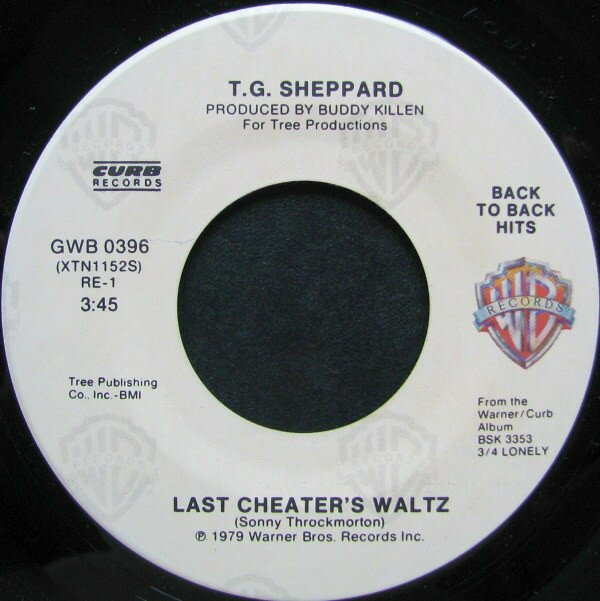 T.G. SHEPPARD
PRODUCED BY BUDDY KILLEN
For Tree Productions
CURB
RECORDS
BACK
TO BACK
HITS
GWB 0396
(XTN1152S)
RE-1
3:45
WB
RECORDS
Tree Publishing
Co., Inc.-BMI
From the
Warner/Curb
Album
BSK 3353
3/4 LONELY
LAST CHEATER'S WALTZ
(Sonny Throckmorton)
℗ 1979 Warner Bros. Records Inc.